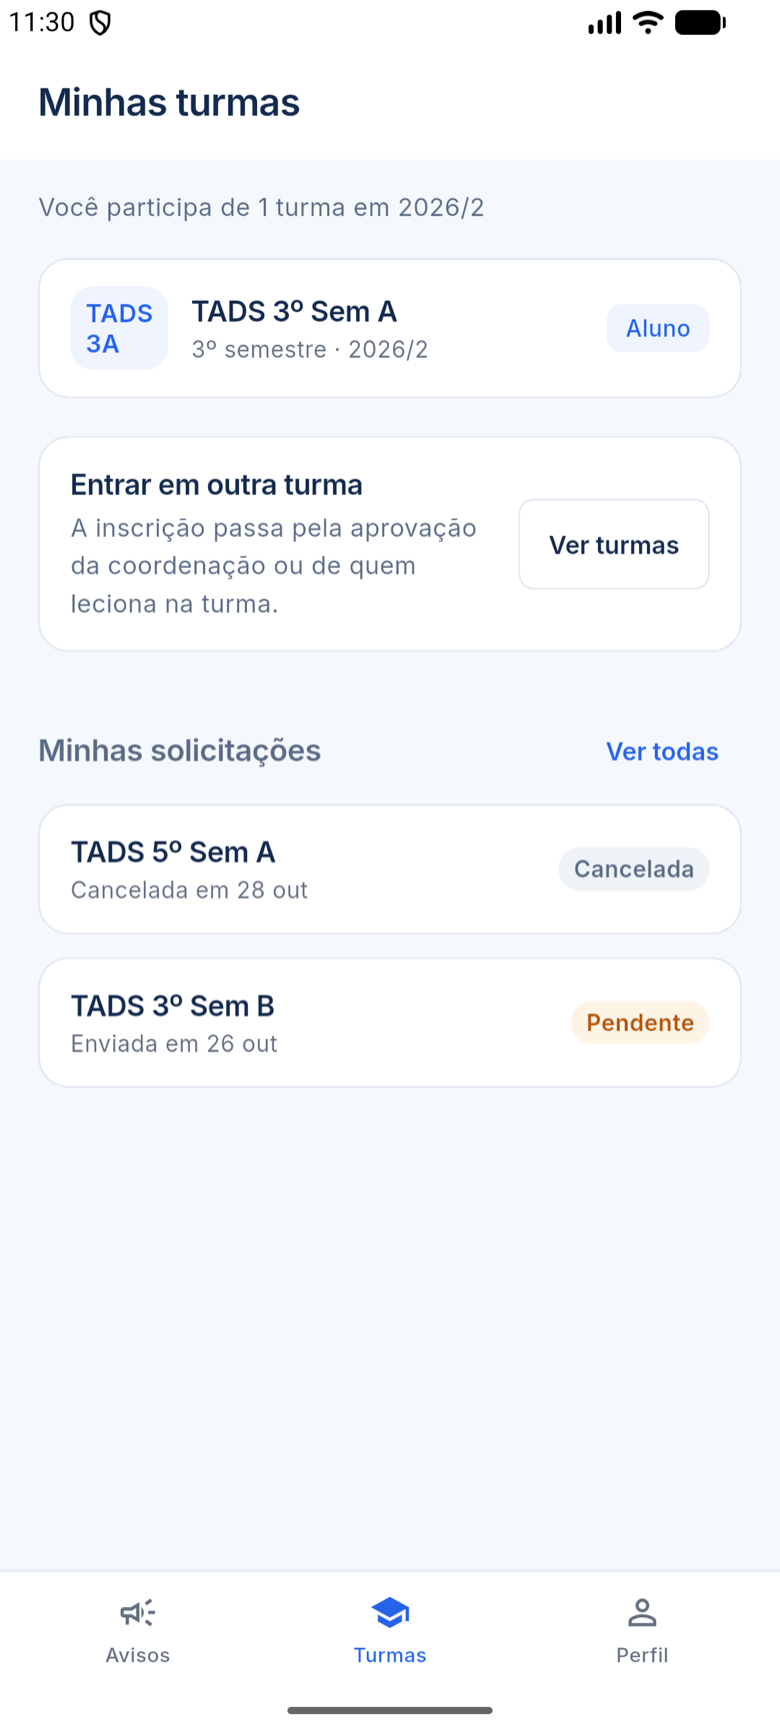 11:30
Minhas turmas
Você participa de 1 turma em 2026/2
TADS
3A
TADS 3º Sem A
3º semestre · 2026/2
Aluno
Entrar em outra turma
A inscrição passa pela aprovação
da coordenação ou de quem
leciona na turma.
Ver turmas
Minhas solicitações
Ver todas
TADS 5º Sem A
Cancelada em 28 out
Cancelada
TADS 3º Sem B
Enviada em 26 out
Pendente
Avisos
Turmas
Perfil